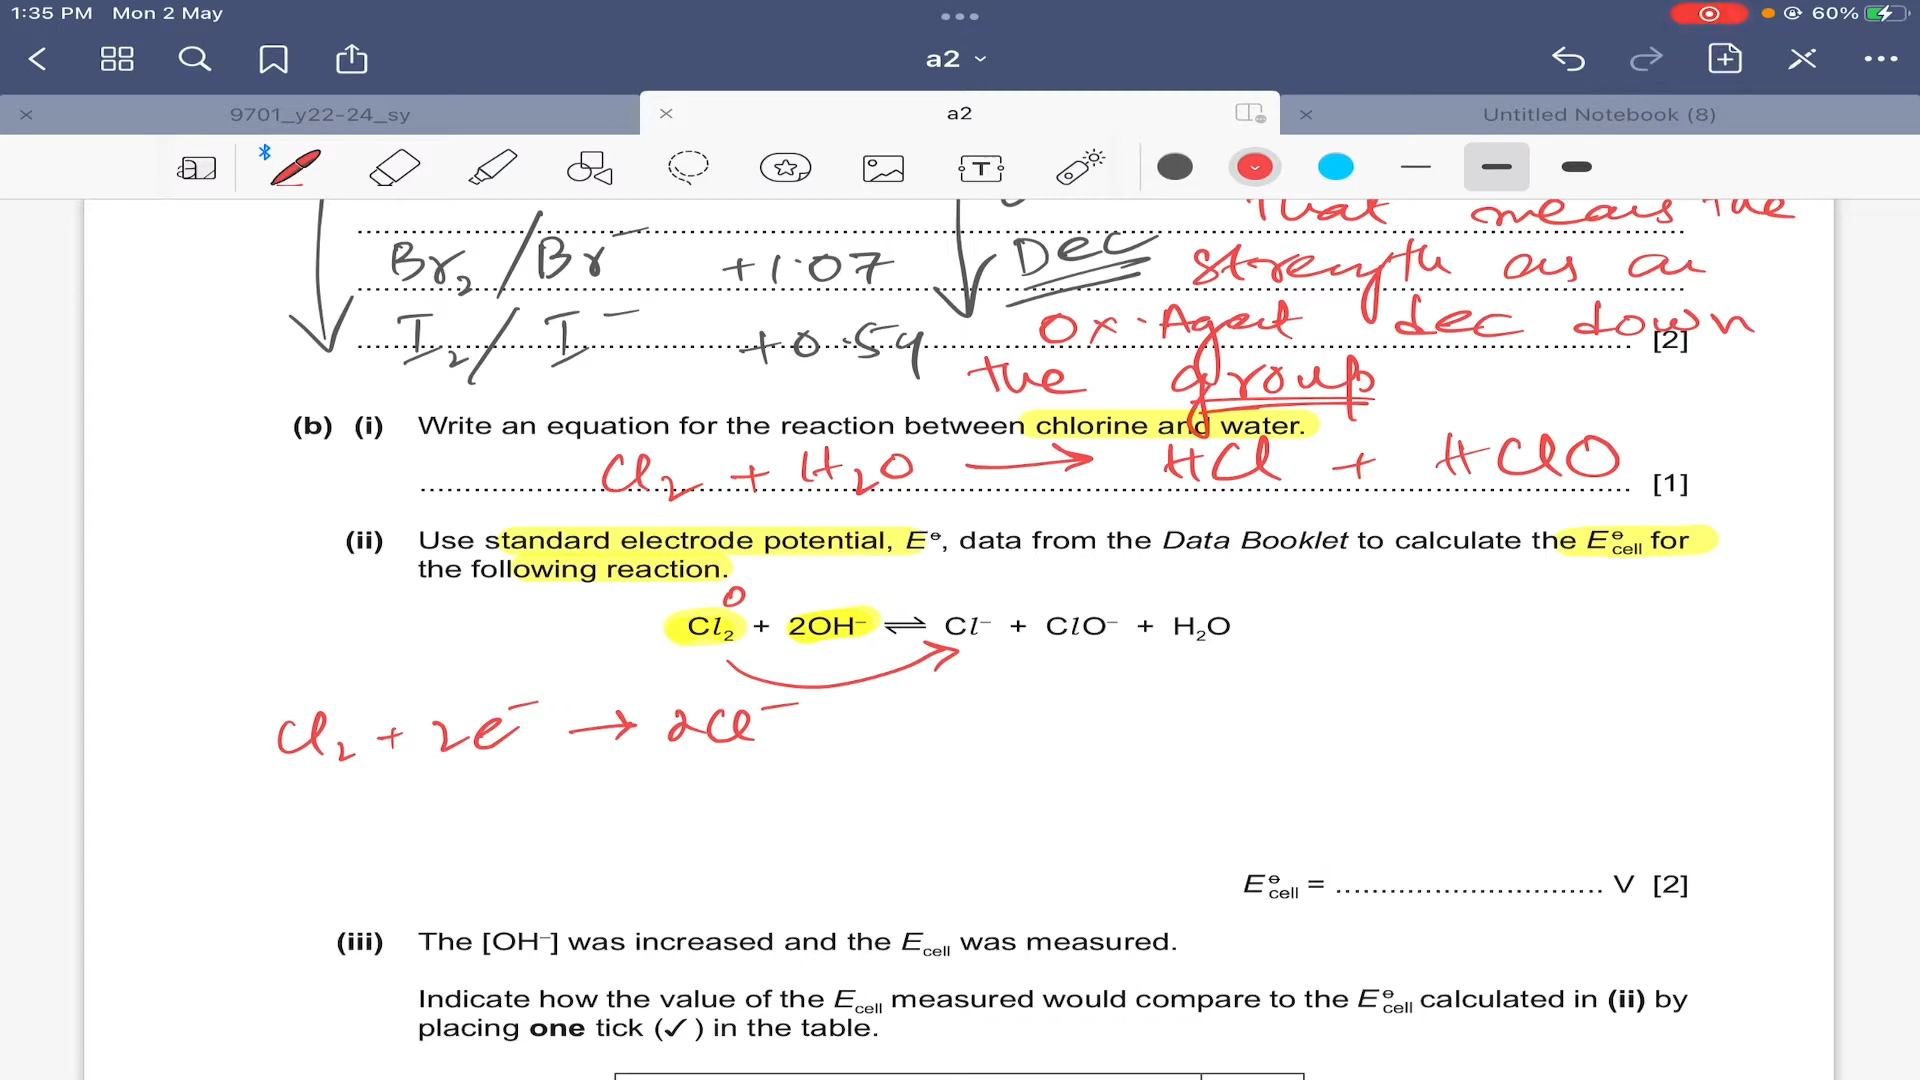 1:35 PM Mon 2 May
60%
a2
9701_y22-24_sy
a2
Untitled Notebook (8)
That means the
Br₂/Br⁻ +1.07 Dec strength as an
I₂/I⁻ +0.54 Ox. Agent dec down [2]
the group
(b) (i) Write an equation for the reaction between chlorine and water.
Cl₂ + H₂O → HCl + HClO
[1]
(ii) Use standard electrode potential, E⦵, data from the Data Booklet to calculate the E⦵cell for
the following reaction.
0
Cl₂ + 2OH⁻ ⇌ Cl⁻ + ClO⁻ + H₂O
Cl₂ + 2e⁻ → 2Cl⁻
E⦵cell = .............................. V [2]
(iii) The [OH⁻] was increased and the Ecell was measured.
Indicate how the value of the Ecell measured would compare to the E⦵cell calculated in (ii) by
placing one tick (✓) in the table.